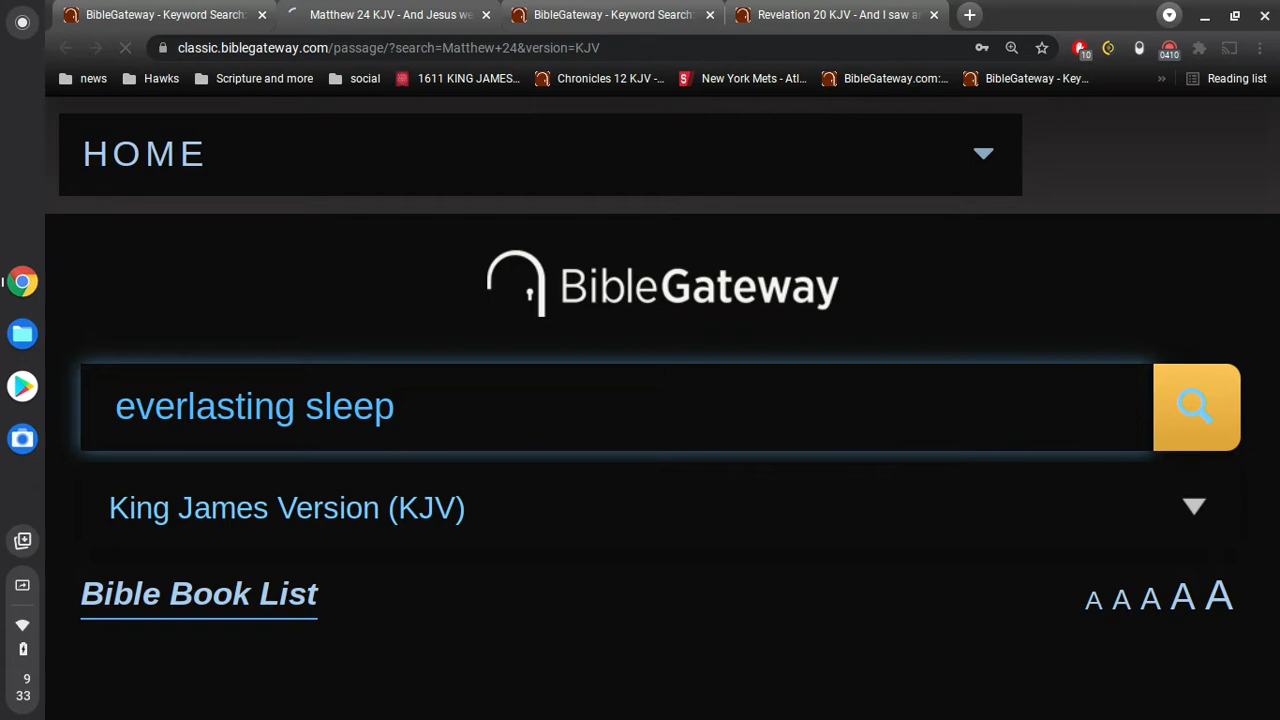 BibleGateway - Keyword Search:
Matthew 24 KJV - And Jesus we
BibleGateway - Keyword Search:
Revelation 20 KJV - And I saw a
classic.biblegateway.com/passage/?search=Matthew+24&version=KJV
10
0410
news
Hawks
Scripture and more
social
1611 KING JAMES...
Chronicles 12 KJV -...
New York Mets - Atl...
BibleGateway.com:...
BibleGateway - Key...
»
Reading list
HOME
BibleGateway
everlasting sleep
King James Version (KJV)
Bible Book List
A A A A A
9
33